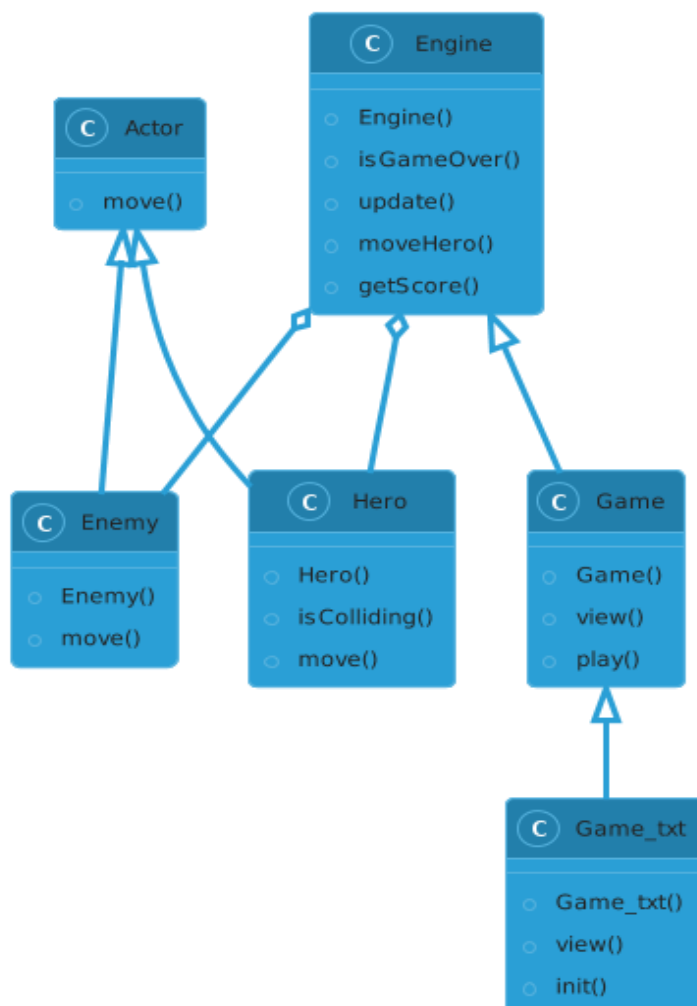 C Engine
Engine()
isGameOver()
update()
moveHero()
getScore()
C Actor
move()
C Enemy
Enemy()
move()
C Hero
Hero()
isColliding()
move()
C Game
Game()
view()
play()
C Game_txt
Game_txt()
view()
init()